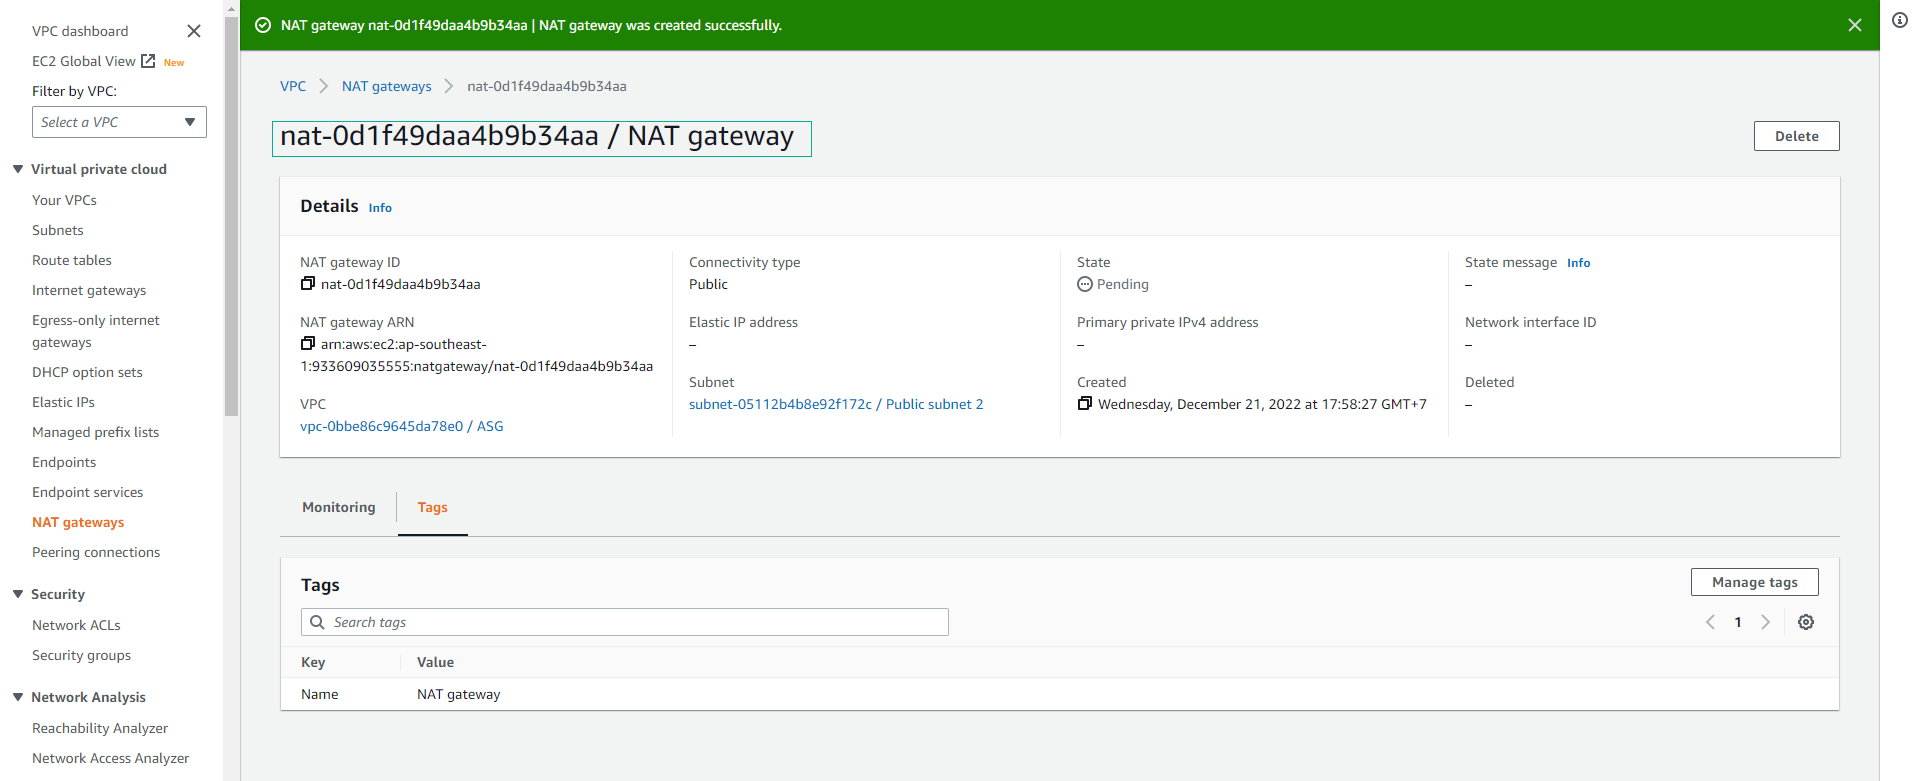 VPC dashboard
EC2 Global View New
Filter by VPC:
Select a VPC
Virtual private cloud
Your VPCs
Subnets
Route tables
Internet gateways
Egress-only internet
gateways
DHCP option sets
Elastic IPs
Managed prefix lists
Endpoints
Endpoint services
NAT gateways
Peering connections
Security
Network ACLs
Security groups
Network Analysis
Reachability Analyzer
Network Access Analyzer
NAT gateway nat-0d1f49daa4b9b34aa | NAT gateway was created successfully.
VPC NAT gateways nat-0d1f49daa4b9b34aa
nat-0d1f49daa4b9b34aa / NAT gateway
Delete
Details Info
NAT gateway ID
nat-0d1f49daa4b9b34aa
NAT gateway ARN
arn:aws:ec2:ap-southeast-
1:933609035555:natgateway/nat-0d1f49daa4b9b34aa
VPC
vpc-0bbe86c9645da78e0 / ASG
Connectivity type
Public
Elastic IP address
–
Subnet
subnet-05112b4b8e92f172c / Public subnet 2
State
Pending
Primary private IPv4 address
–
Created
Wednesday, December 21, 2022 at 17:58:27 GMT+7
State message Info
–
Network interface ID
–
Deleted
–
Monitoring
Tags
Tags
Manage tags
Search tags
1
Key Value
Name NAT gateway